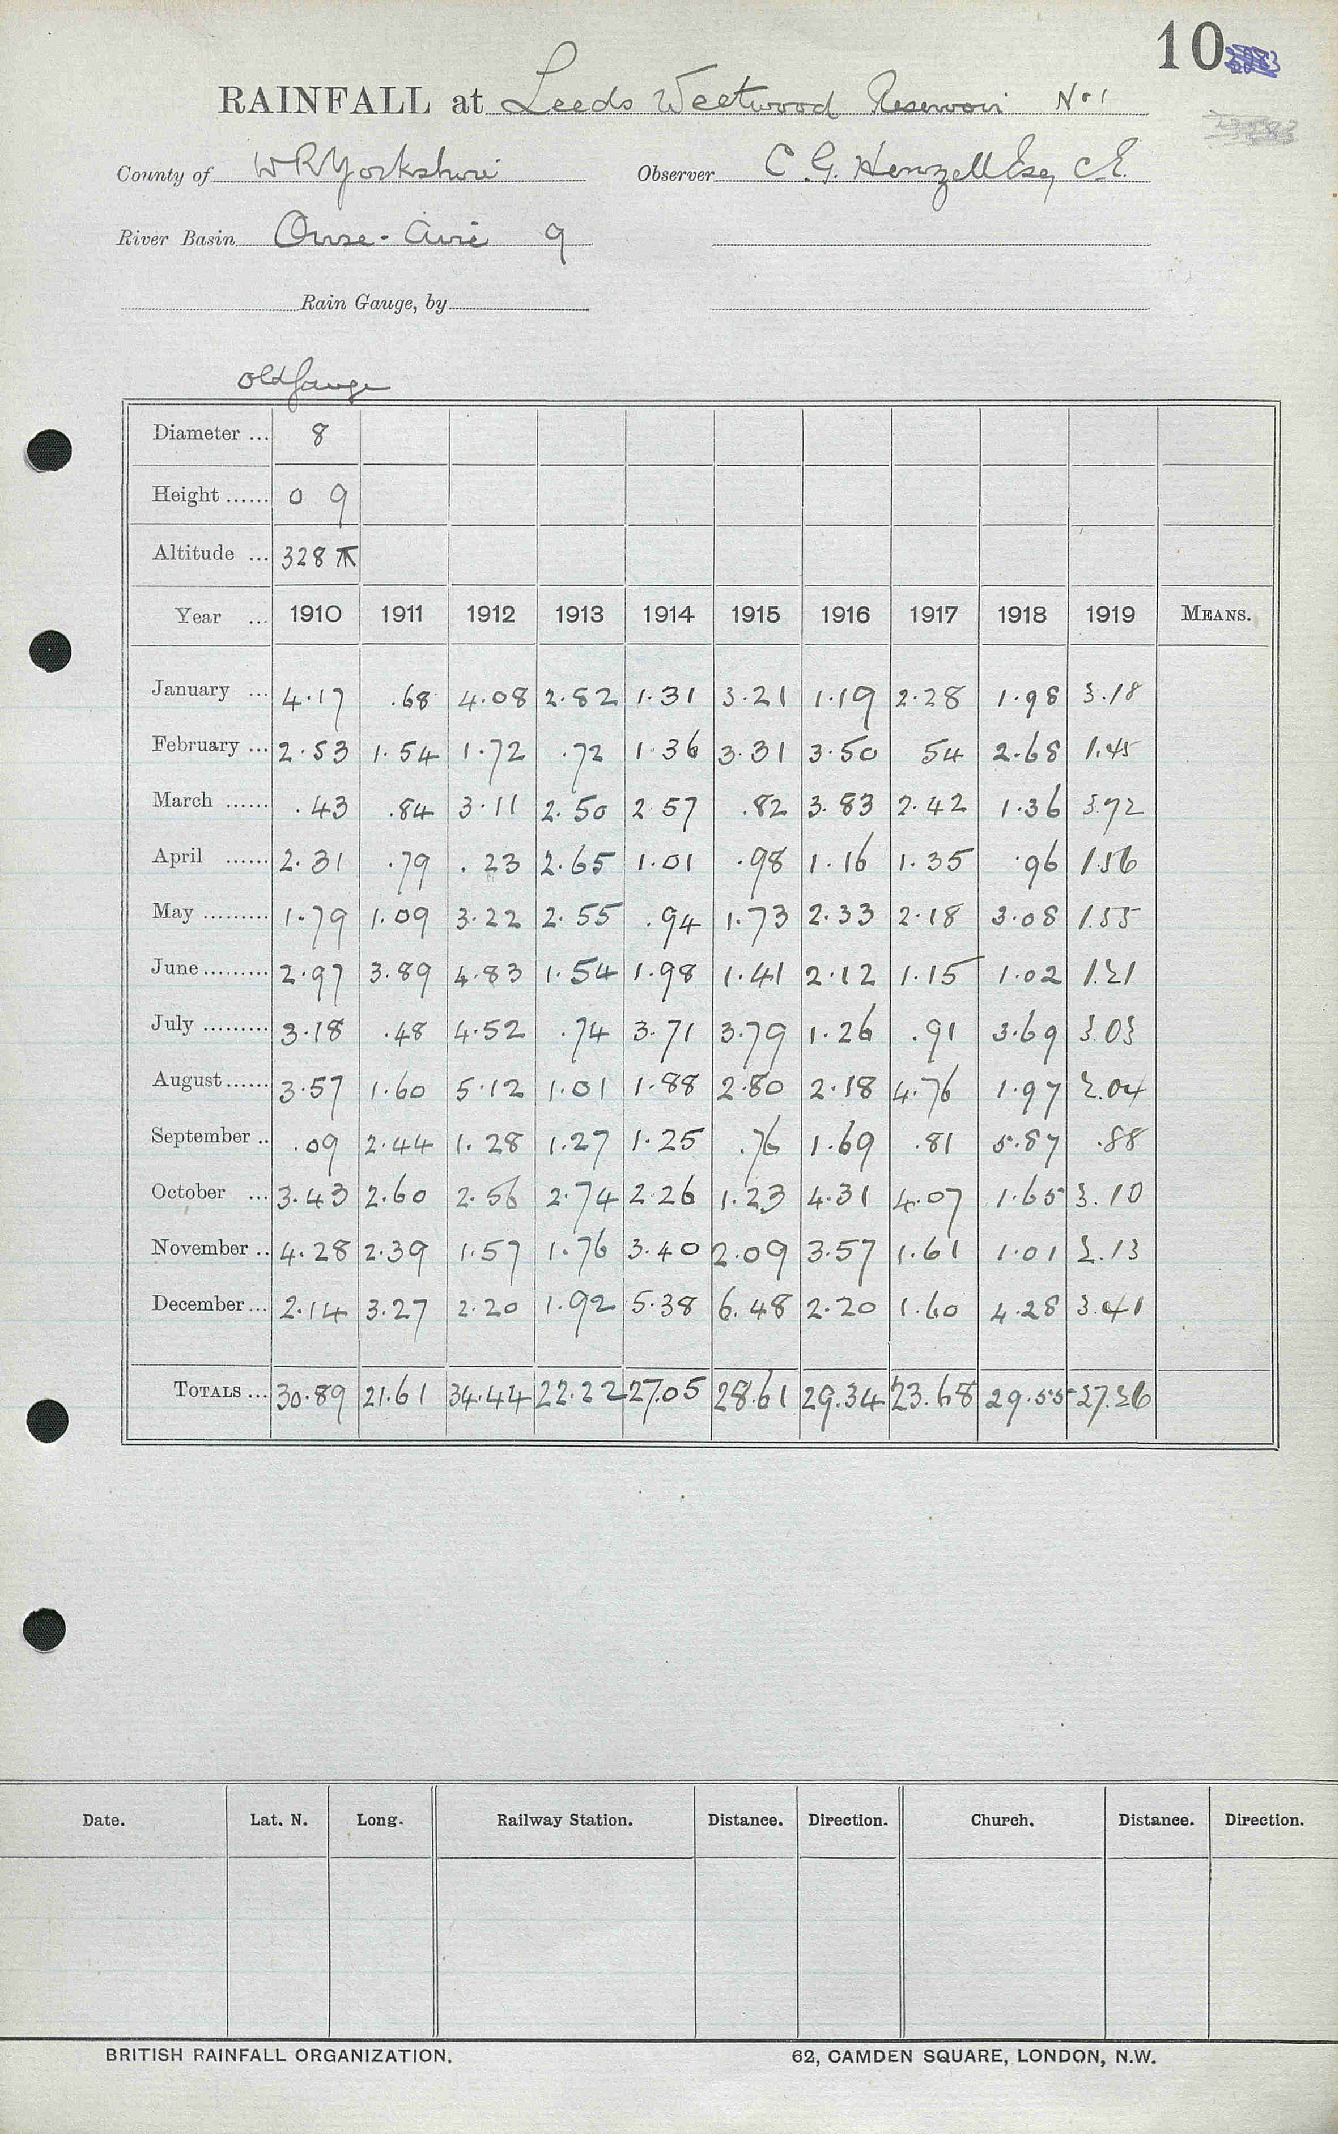 10
RAINFALL at Leeds Weetwood Reservoir No 1
County of W R Yorkshire Observer C. G. Henzell Esq, C.E.
River Basin Ouse - Aire 9
Rain Gauge, by
Old Gauge
Diameter ... 8
Height ...... 0 9
Altitude ... 328
Year ... 1910 1911 1912 1913 1914 1915 1916 1917 1918 1919 MEANS.
January ... 4.17 .68 4.08 2.82 1.31 3.21 1.19 2.28 1.98 3.18
February ... 2.53 1.54 1.72 .72 1.36 3.31 3.50 54 2.68 1.45
March ...... .43 .84 3.11 2.50 2 57 .82 3.83 2.42 1.36 3.72
April ...... 2.31 .79 .23 2.65 1.01 .98 1.16 1.35 .96 1.56
May ......... 1.79 1.09 3.22 2.55 .94 1.73 2.33 2.18 3.08 1.55
June ......... 2.97 3.89 4.83 1.54 1.98 1.41 2.12 1.15 1.02 1.21
July ......... 3.18 .48 4.52 .74 3.71 3.79 1.26 .91 3.69 3.03
August ...... 3.57 1.60 5.12 1.01 1.88 2.80 2.18 4.76 1.97 2.04
September .. .09 2.44 1.28 1.27 1.25 .76 1.69 .81 5.87 .88
October ... 3.43 2.60 2.56 2.74 2.26 1.23 4.31 4.07 1.65 3.10
November .. 4.28 2.39 1.57 1.76 3.40 2.09 3.57 1.61 1.01 2.13
December ... 2.14 3.27 2.20 1.92 5.38 6.48 2.20 1.60 4.28 3.41
TOTALS ... 30.89 21.61 34.44 22.22 27.05 28.61 29.34 23.68 29.55 27.26
Date. Lat. N. Long. Railway Station. Distance. Direction. Church. Distance. Direction.
BRITISH RAINFALL ORGANIZATION. 62, CAMDEN SQUARE, LONDON, N.W.